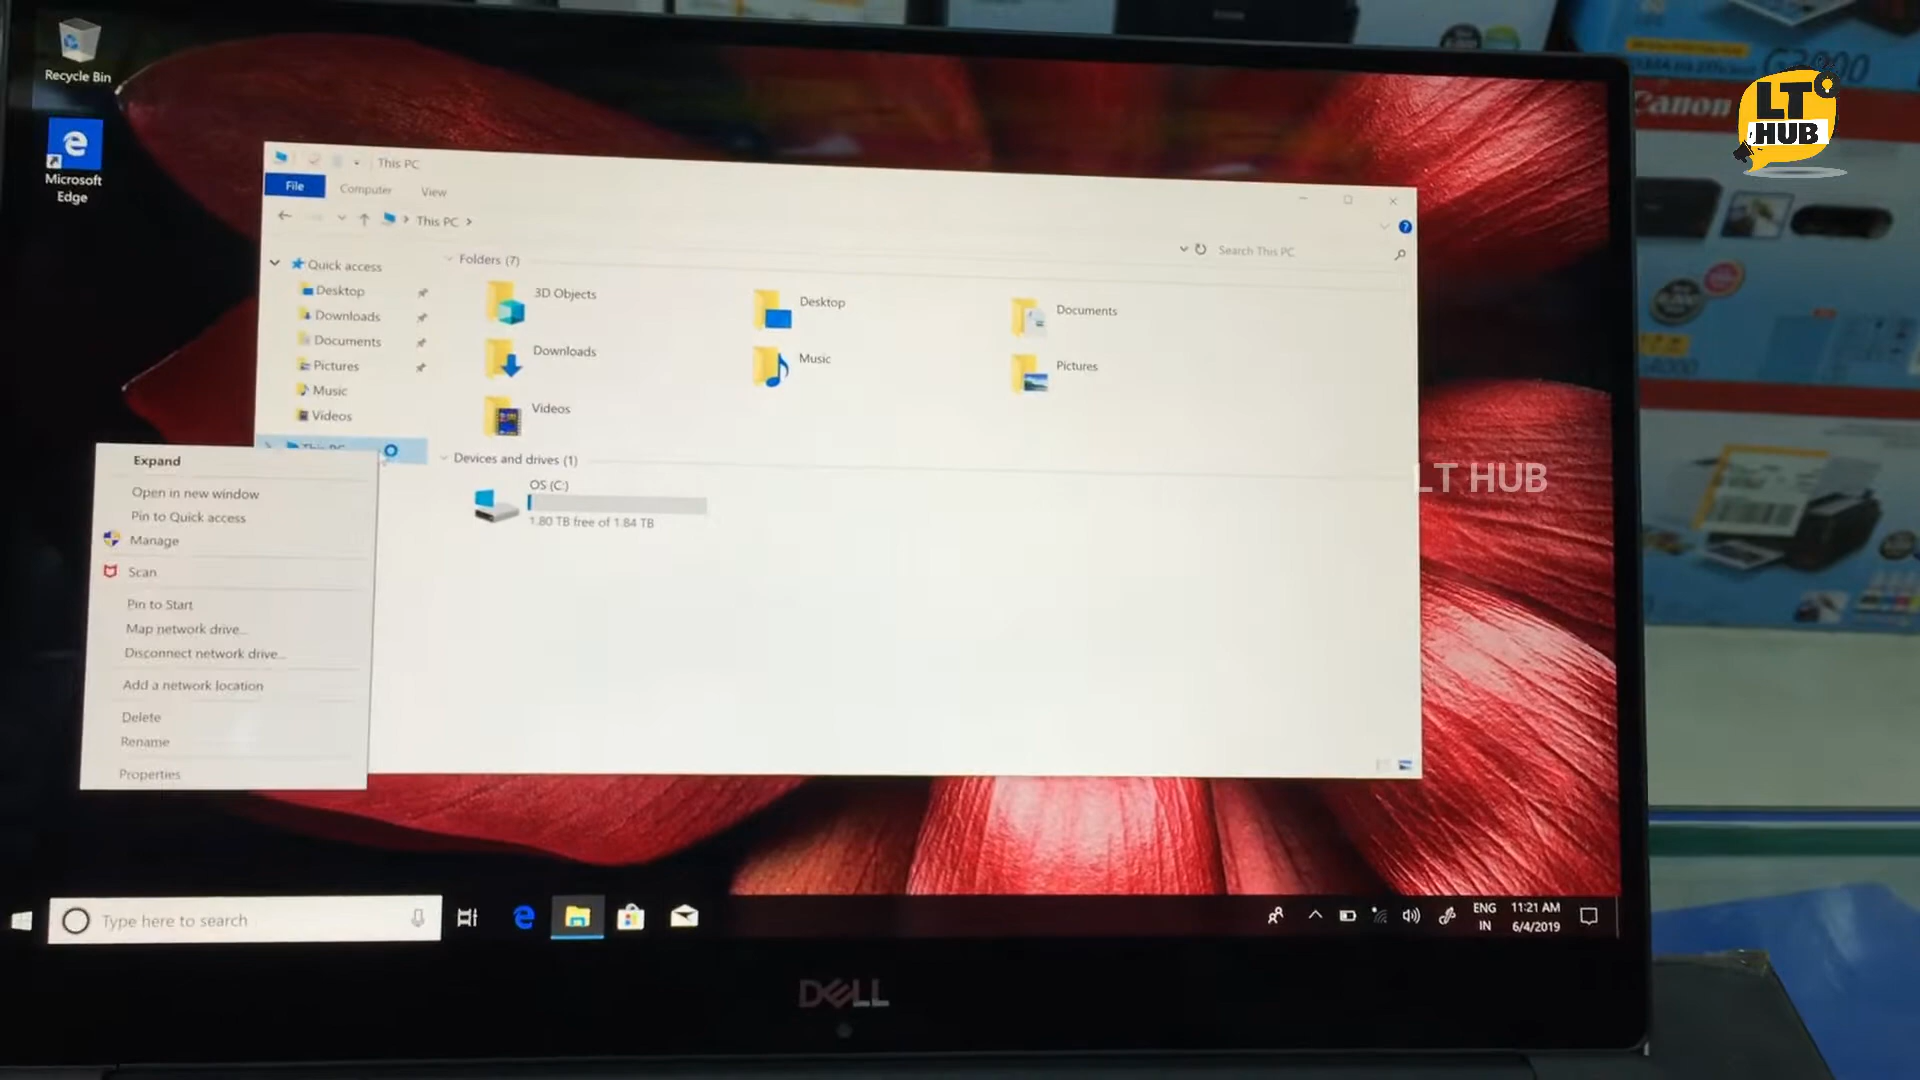 Recycle Bin
Microsoft
Edge
This PC
File
Computer
View
This PC
Search This PC
Quick access
Desktop
Downloads
Documents
Pictures
Music
Videos
This PC
Folders (7)
3D Objects
Desktop
Documents
Downloads
Music
Pictures
Videos
Devices and drives (1)
OS (C:)
1.80 TB free of 1.84 TB
Expand
Open in new window
Pin to Quick access
Manage
Scan
Pin to Start
Map network drive...
Disconnect network drive...
Add a network location
Delete
Rename
Properties
Type here to search
ENG
IN
11:21 AM
6/4/2019
DELL
Canon
LT
HUB
LT HUB